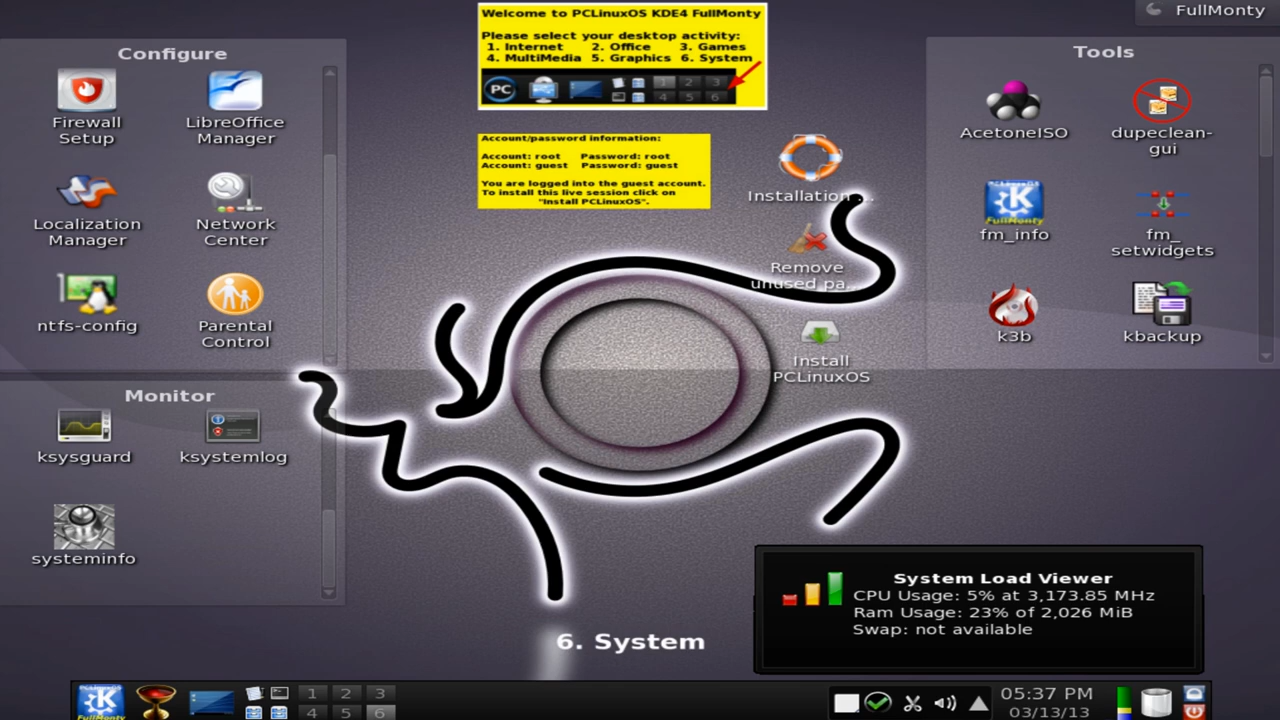 FullMonty
Welcome to PCLinuxOS KDE4 FullMonty
Please select your desktop activity:
1. Internet 2. Office 3. Games
4. MultiMedia 5. Graphics 6. System
PC 1 2 3
4 5 6
Account/password information:
Account: root Password: root
Account: guest Password: guest
You are logged into the guest account.
To install this live session click on
"Install PCLinuxOS".
Configure
Firewall
Setup
LibreOffice
Manager
Localization
Manager
Network
Center
ntfs-config
Parental
Control
Monitor
ksysguard
ksystemlog
systeminfo
Installation ...
Remove
unused pa...
Install
PCLinuxOS
Tools
AcetoneISO
dupeclean-
gui
PCLinuxOS
K
FullMonty
fm_info
fm_
setwidgets
k3b
kbackup
System Load Viewer
CPU Usage: 5% at 3,173.85 MHz
Ram Usage: 23% of 2,026 MiB
Swap: not available
6. System
PCLinuxOS
K
FullMonty
1 2 3
4 5 6
05:37 PM
03/13/13